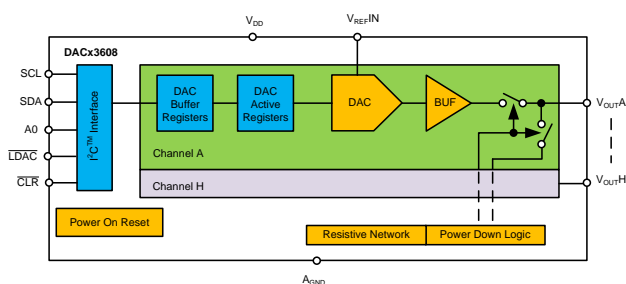 VDD
VREFIN
DACx3608
SCL
SDA
A0
LDAC
CLR
I²C™ Interface
DAC
Buffer
Registers
DAC
Active
Registers
DAC
BUF
VOUTA
Channel A
Channel H
VOUTH
Power On Reset
Resistive Network
Power Down Logic
AGND